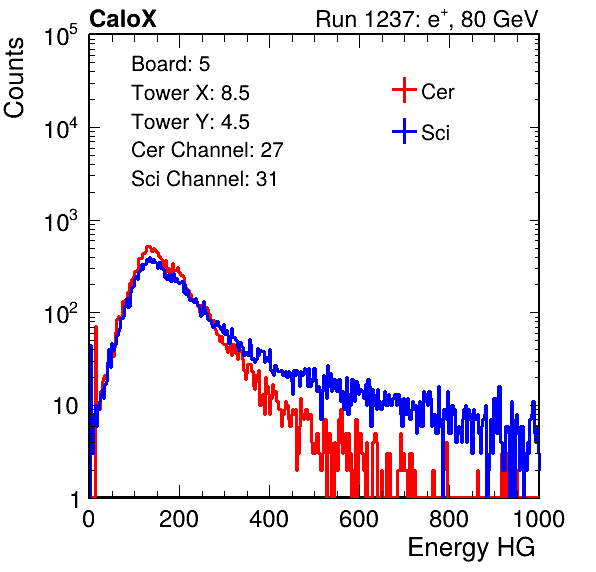 CaloX Run 1237: e⁺, 80 GeV
Counts
10⁵
10⁴
10³
10²
10
1
Board: 5
Tower X: 8.5
Tower Y: 4.5
Cer Channel: 27
Sci Channel: 31
Cer
Sci
0 200 400 600 800 1000
Energy HG